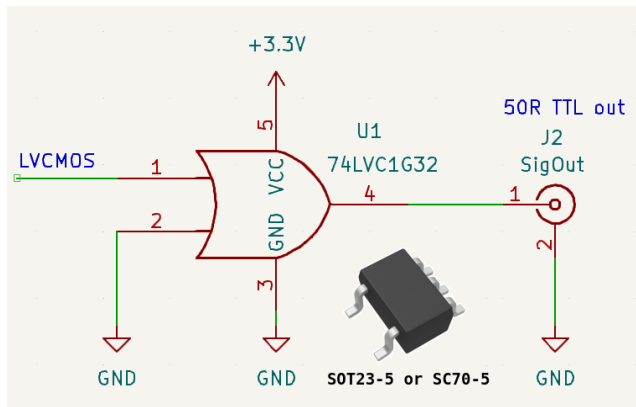 +3.3V
50R TTL out
5
U1
J2
LVCMOS
1
VCC
74LVC1G32
SigOut
4
1
2
GND
2
3
GND
GND
SOT23-5 or SC70-5
GND